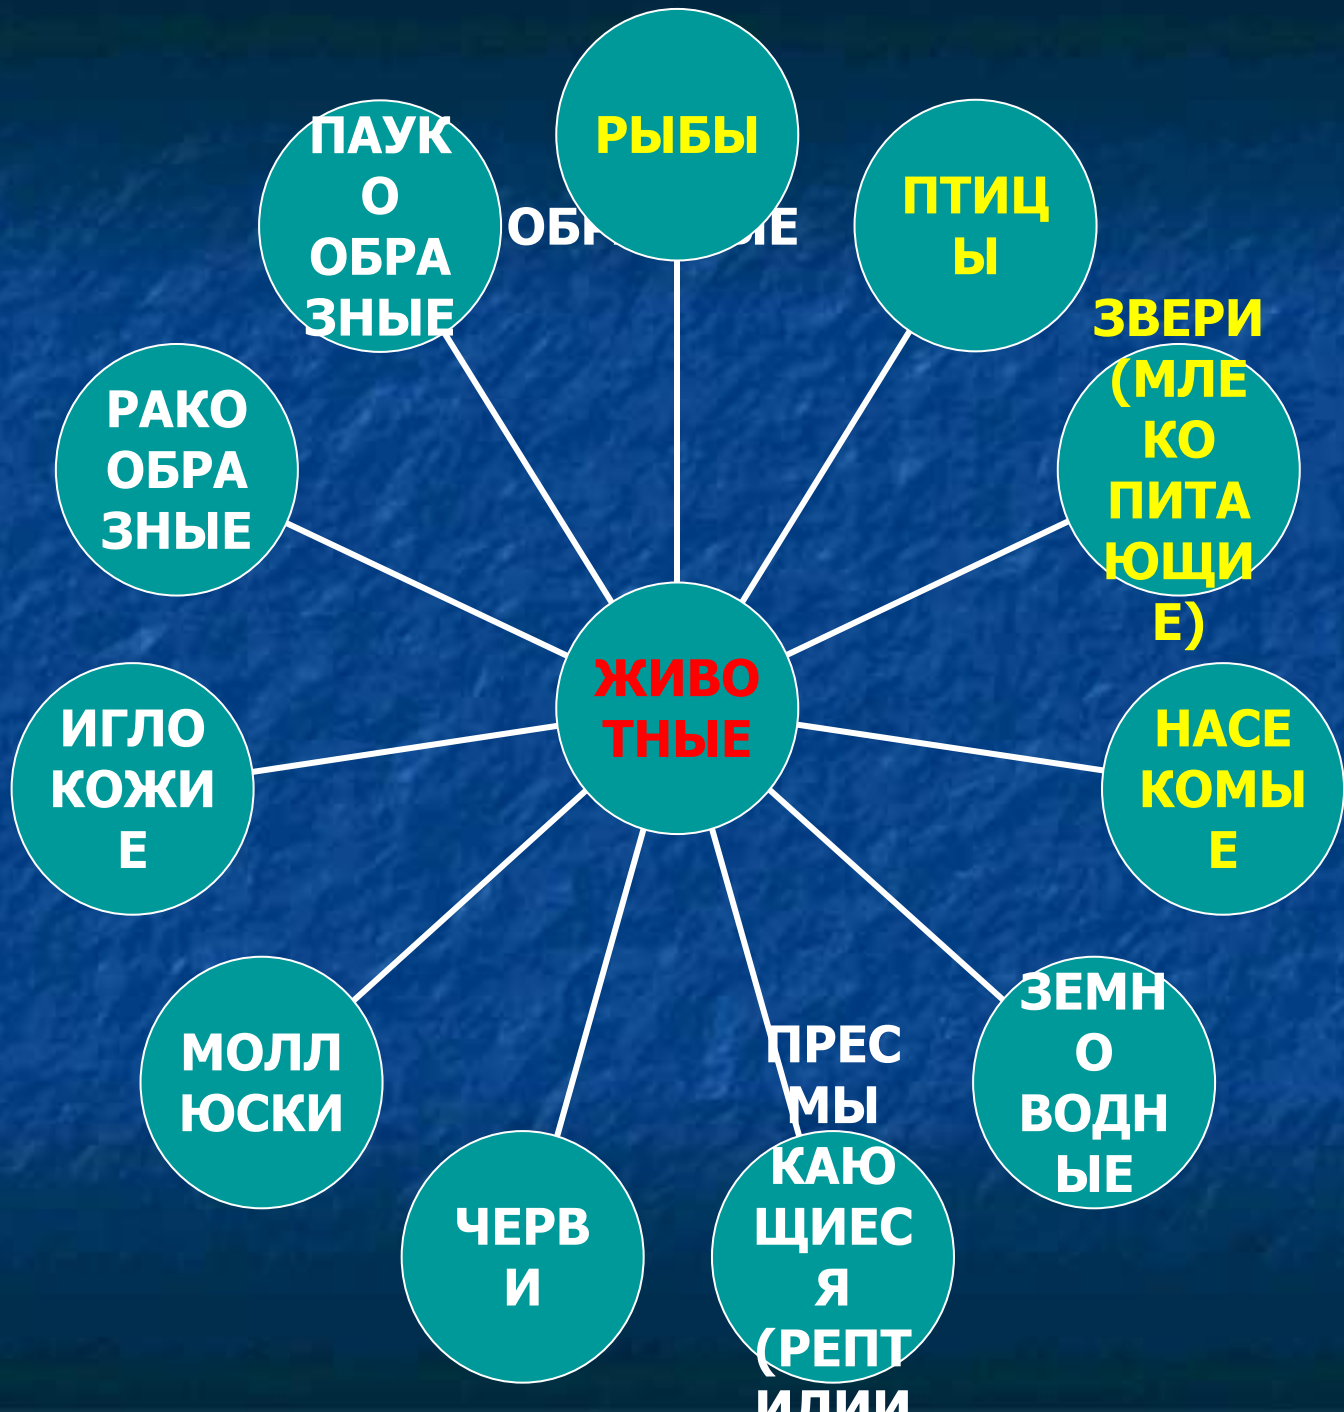 РЫБЫ
ПТИЦ
Ы
ЗВЕРИ
(МЛЕ
КО
ПИТА
ЮЩИ
Е)
НАСЕ
КОМЫ
Е
ЗЕМН
О
ВОДН
ЫЕ
ПРЕС
МЫ
КАЮ
ЩИЕС
Я
(РЕПТ
ИЛИИ
ЧЕРВ
И
МОЛЛ
ЮСКИ
ИГЛО
КОЖИ
Е
РАКО
ОБРА
ЗНЫЕ
ПАУК
О
ОБРА
ЗНЫЕ
ЖИВО
ТНЫЕ